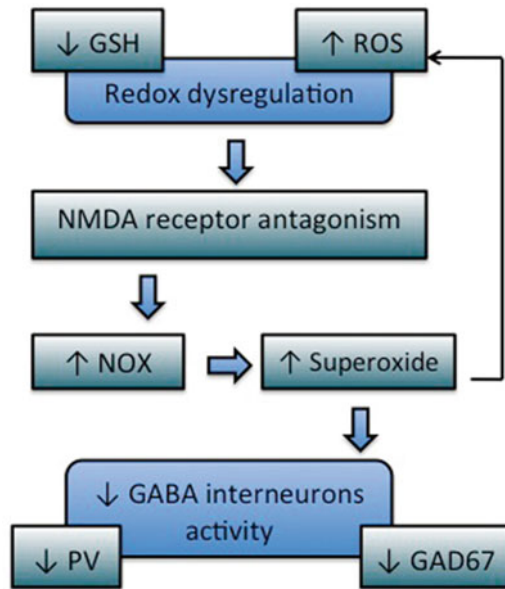 ↓ GSH
↑ ROS
Redox dysregulation
NMDA receptor antagonism
↑ NOX
↑ Superoxide
↓ GABA interneurons
activity
↓ PV
↓ GAD67